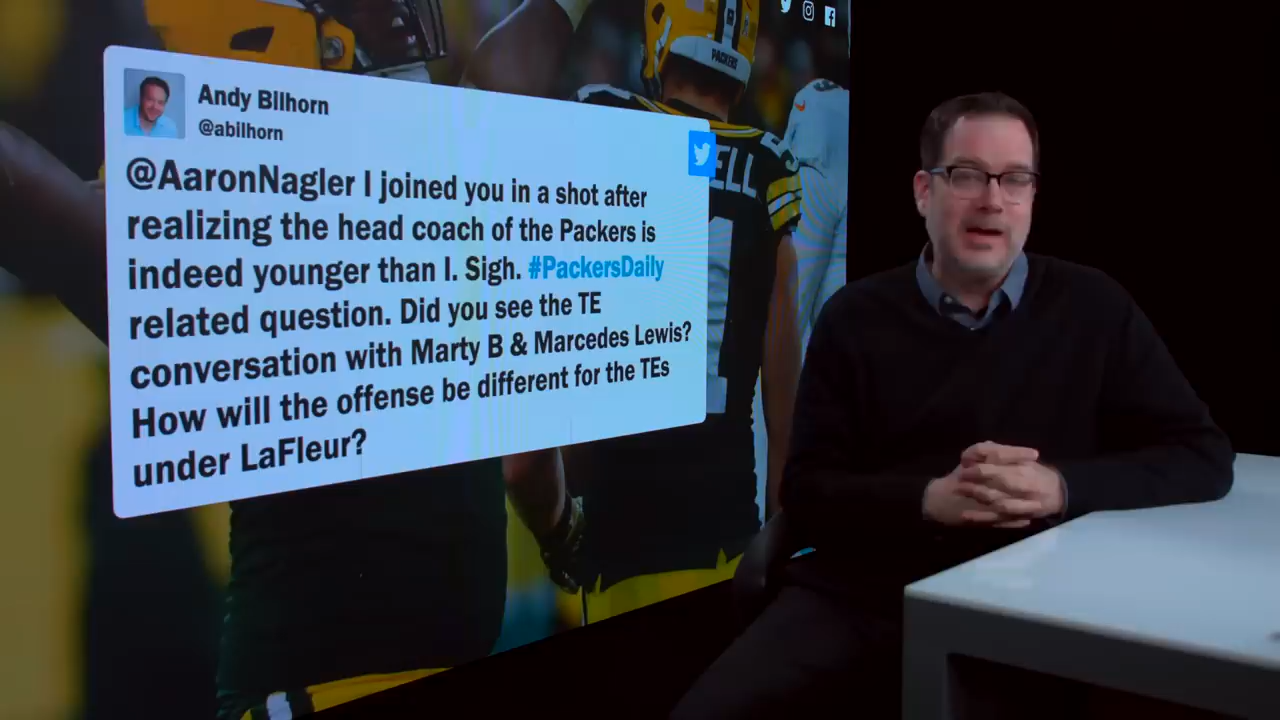 Andy Bilhorn
@abilhorn
@AaronNagler I joined you in a shot after
realizing the head coach of the Packers is
indeed younger than I. Sigh. #PackersDaily
related question. Did you see the TE
conversation with Marty B & Marcedes Lewis?
How will the offense be different for the TEs
under LaFleur?
PACKERS
ELL